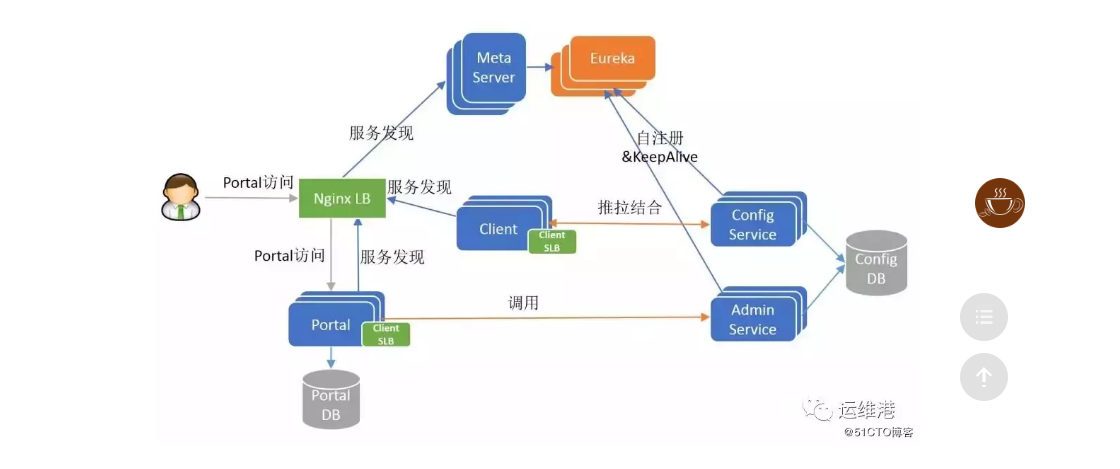 Meta
Server
Eureka
服务发现
自注册
&KeepAlive
Portal访问
Nginx LB
服务发现
Client
Client
SLB
推拉结合
Config
Service
Config
DB
Portal访问
服务发现
Portal
Client
SLB
调用
Admin
Service
Portal
DB
运维港
@51CTO博客